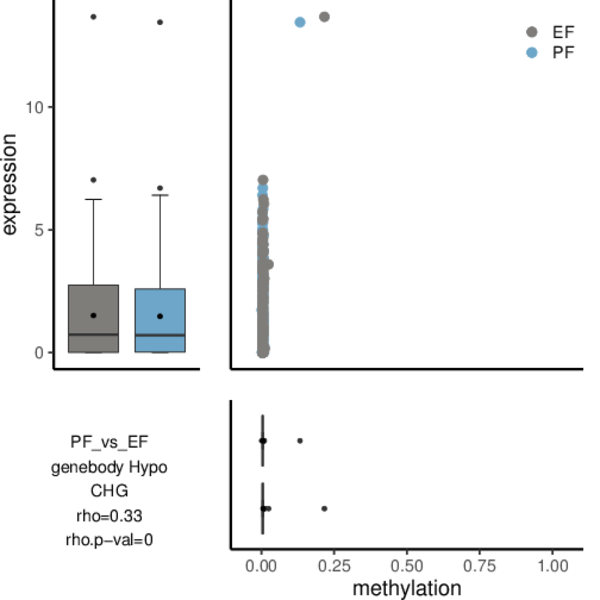 EF
PF
expression
10
5
0
PF_vs_EF
genebody Hypo
CHG
rho=0.33
rho.p−val=0
0.00 0.25 0.50 0.75 1.00
methylation